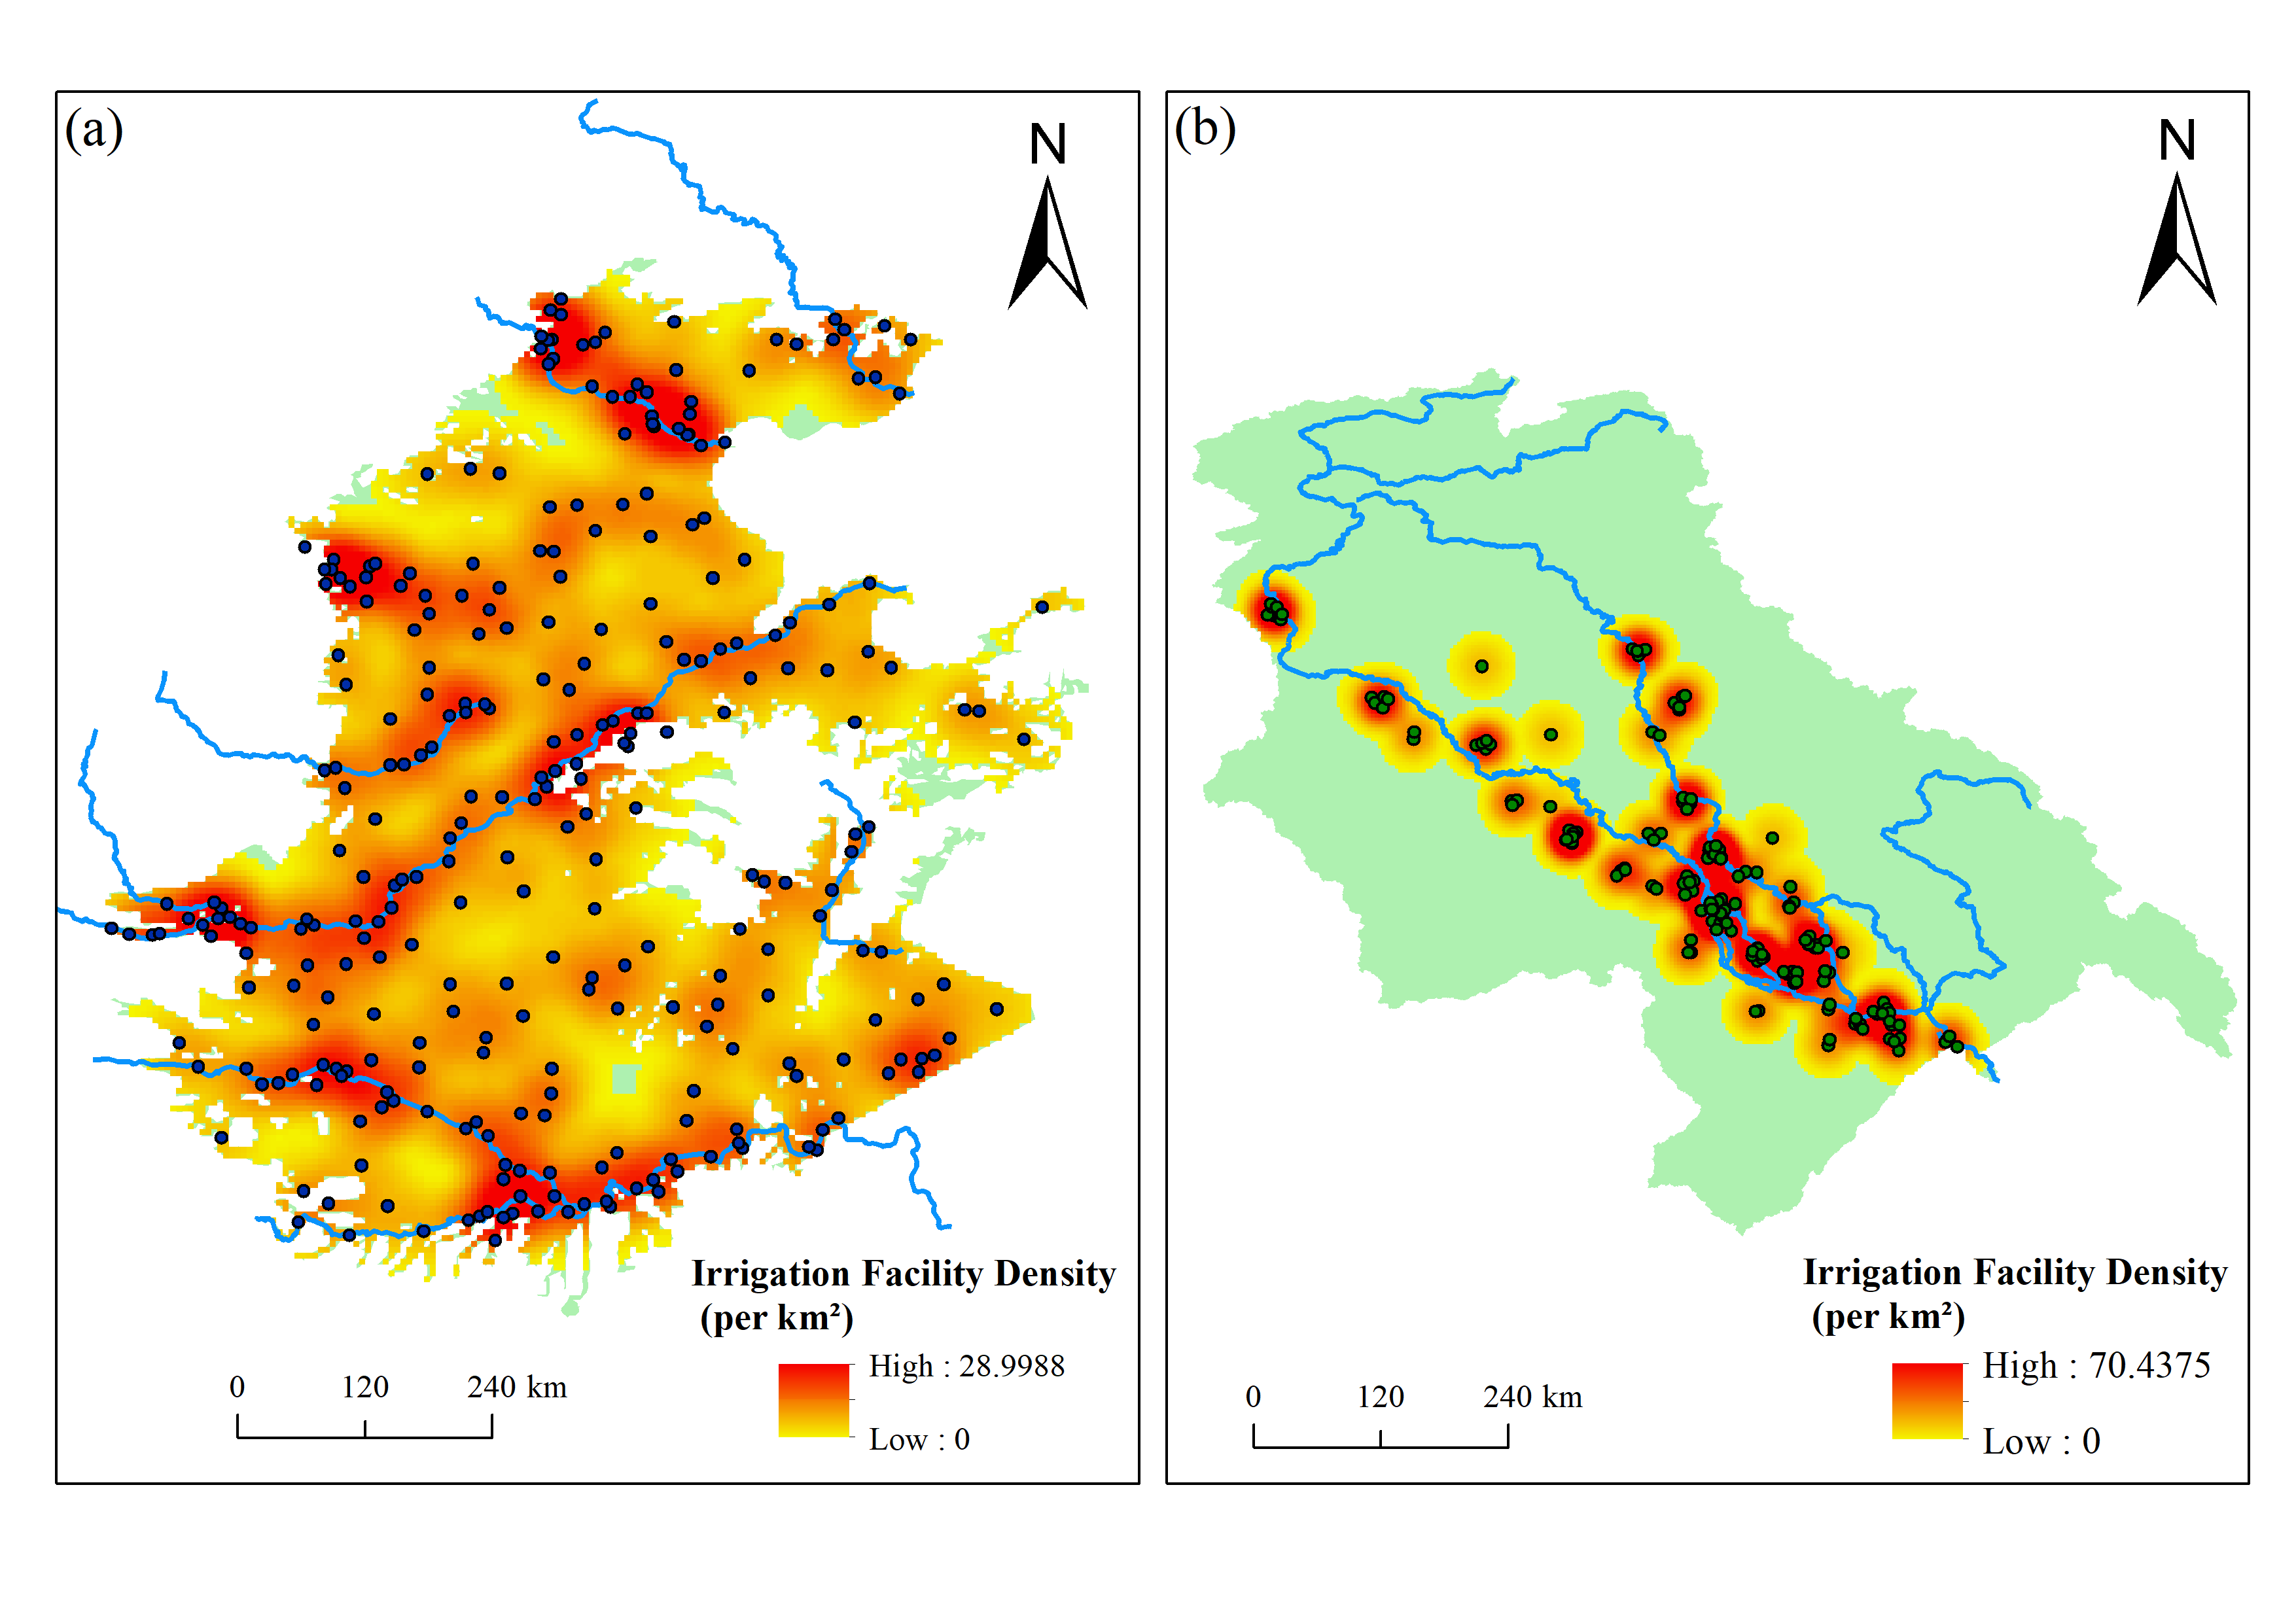 (a)
N
Irrigation Facility Density
(per km²)
High : 28.9988
Low : 0
0 120 240 km
(b)
N
Irrigation Facility Density
(per km²)
High : 70.4375
Low : 0
0 120 240 km